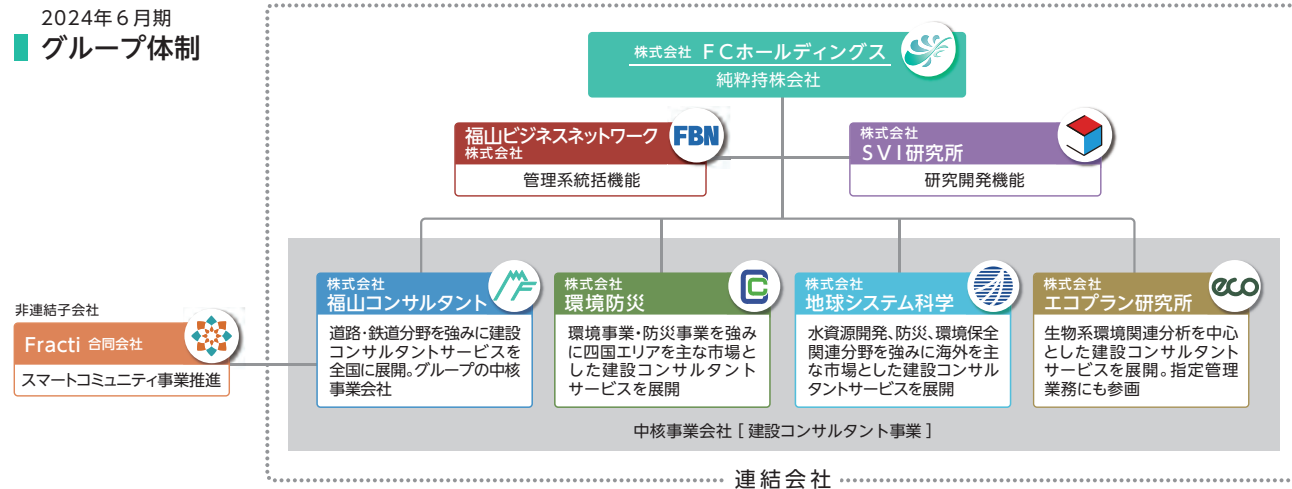 2024年6月期
グループ体制
株式会社 FCホールディングス
純粋持株会社
福山ビジネスネットワーク
株式会社
FBN
管理系統括機能
株式会社
SVI研究所
研究開発機能
非連結子会社
Fracti 合同会社
スマートコミュニティ事業推進
株式会社
福山コンサルタント
道路・鉄道分野を強みに建設
コンサルタントサービスを
全国に展開。グループの中核
事業会社
株式会社
環境防災
環境事業・防災事業を強み
に四国エリアを主な市場と
した建設コンサルタント
サービスを展開
株式会社
地球システム科学
水資源開発、防災、環境保全
関連分野を強みに海外を主
な市場とした建設コンサル
タントサービスを展開
株式会社
エコプラン研究所
eco
生物系環境関連分析を中心
とした建設コンサルタント
サービスを展開。指定管理
業務にも参画
中核事業会社 [ 建設コンサルタント事業 ]
連結会社